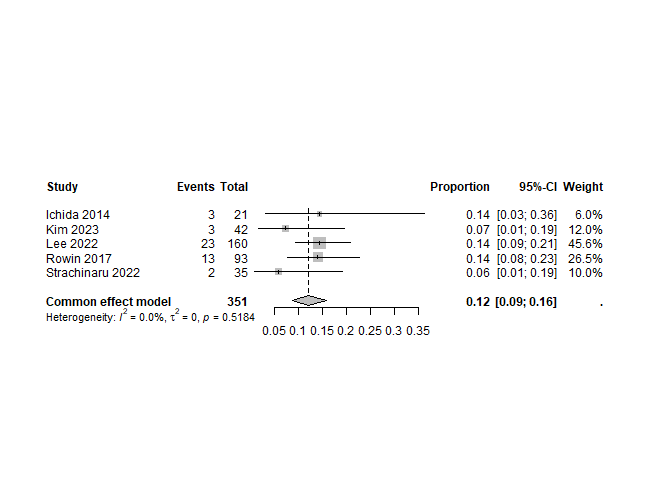 Study Events Total Proportion 95%-CI Weight
Ichida 2014 3 21 0.14 [0.03; 0.36] 6.0%
Kim 2023 3 42 0.07 [0.01; 0.19] 12.0%
Lee 2022 23 160 0.14 [0.09; 0.21] 45.6%
Rowin 2017 13 93 0.14 [0.08; 0.23] 26.5%
Strachinaru 2022 2 35 0.06 [0.01; 0.19] 10.0%
Common effect model 351 0.12 [0.09; 0.16] .
Heterogeneity: I² = 0.0%, τ² = 0, p = 0.5184
0.05 0.1 0.15 0.2 0.25 0.3 0.35